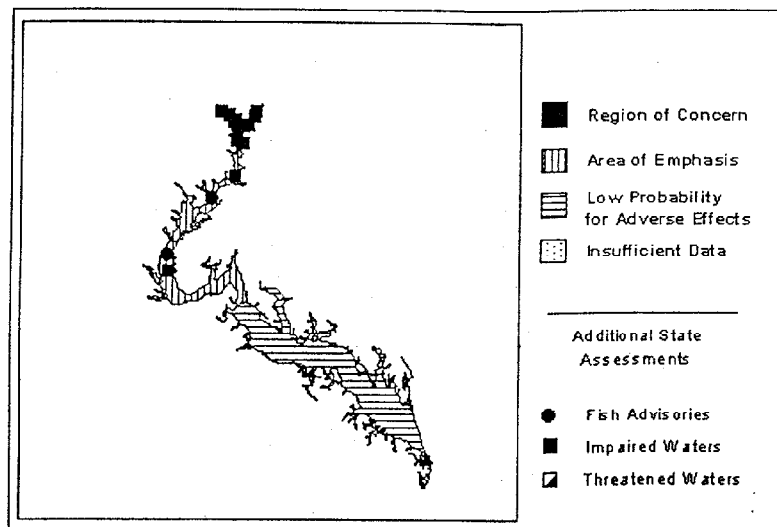 Region of Concern
Area of Emphasis
Low Probability
for Adverse Effects
Insufficient Data
Additional State
Assessments
Fish Advisories
Impaired Waters
Threatened Waters